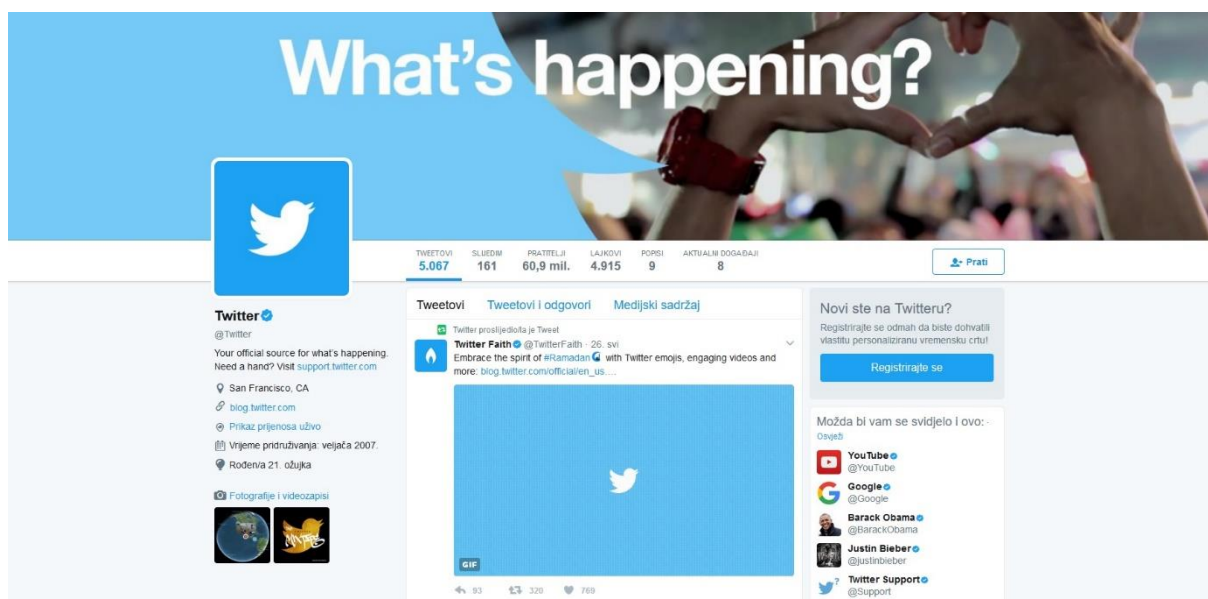 What's happening?
TWEETOVI SLIJEDIM PRATITELJI LAJKOVI POPISI AKTUALNI DOGAĐAJI
5.067 161 60,9 mil. 4.915 9 8
Prati
Twitter
@Twitter
Your official source for what's happening.
Need a hand? Visit support.twitter.com
San Francisco, CA
blog.twitter.com
Prikaz prijenosa uživo
Vrijeme pridruživanja: veljača 2007.
Rođen/a 21. ožujka
Fotografije i videozapisi
Tweetovi Tweetovi i odgovori Medijski sadržaj
Twitter proslijedio/la je Tweet
Twitter Faith @TwitterFaith · 26. svi
Embrace the spirit of #Ramadan with Twitter emojis, engaging videos and
more: blog.twitter.com/official/en_us....
GIF
93 320 769
Novi ste na Twitteru?
Registrirajte se odmah da biste dohvatili
vlastitu personaliziranu vremensku crtu!
Registrirajte se
Možda bi vam se svidjelo i ovo: ·
Osvježi
YouTube
@YouTube
Google
@Google
Barack Obama
@BarackObama
Justin Bieber
@justinbieber
Twitter Support
@Support